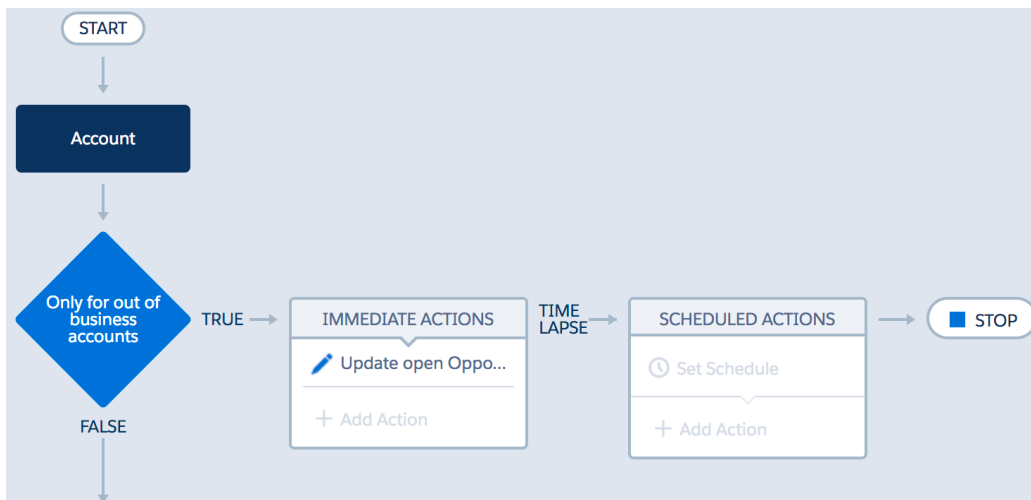 START
Account
Only for out of
business
accounts
TRUE
IMMEDIATE ACTIONS
Update open Oppo...
+ Add Action
TIME
LAPSE
SCHEDULED ACTIONS
Set Schedule
+ Add Action
STOP
FALSE